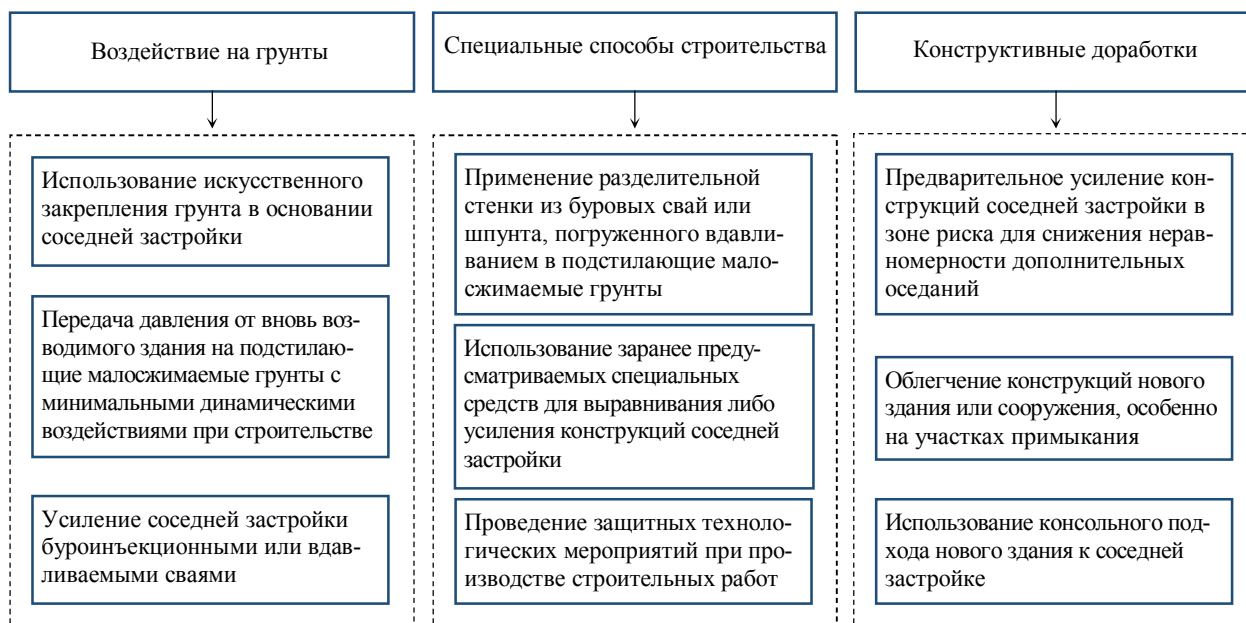 Воздействие на грунты
Использование искусственного
закрепления грунта в основании
соседней застройки
Передача давления от вновь воз-
водимого здания на подстилаю-
щие малосжимаемые грунты с
минимальными динамическими
воздействиями при строительстве
Усиление соседней застройки
буроинъекционными или вдав-
ливаемыми сваями
Специальные способы строительства
Применение разделительной
стенки из буровых свай или
шпунта, погруженного вдавли-
ванием в подстилающие мало-
сжимаемые грунты
Использование заранее преду-
сматриваемых специальных
средств для выравнивания либо
усиления конструкций соседней
застройки
Проведение защитных техноло-
гических мероприятий при про-
изводстве строительных работ
Конструктивные доработки
Предварительное усиление кон-
струкций соседней застройки в
зоне риска для снижения нерав-
номерности дополнительных
оседаний
Облегчение конструкций нового
здания или сооружения, особенно
на участках примыкания
Использование консольного под-
хода нового здания к соседней
застройке